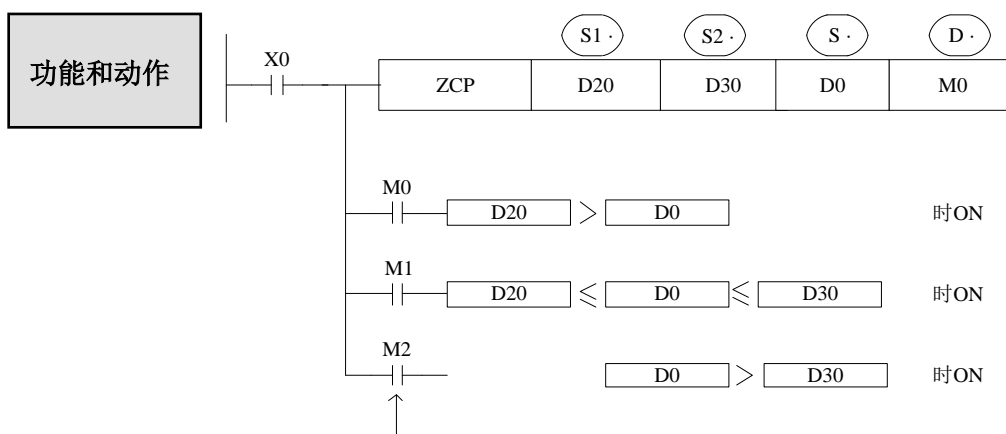 功能和动作
X0
S1· S2· S· D·
ZCP D20 D30 D0 M0
M0
D20 > D0 时ON
M1
D20 ≤ D0 ≤ D30 时ON
M2
D0 > D30 时ON